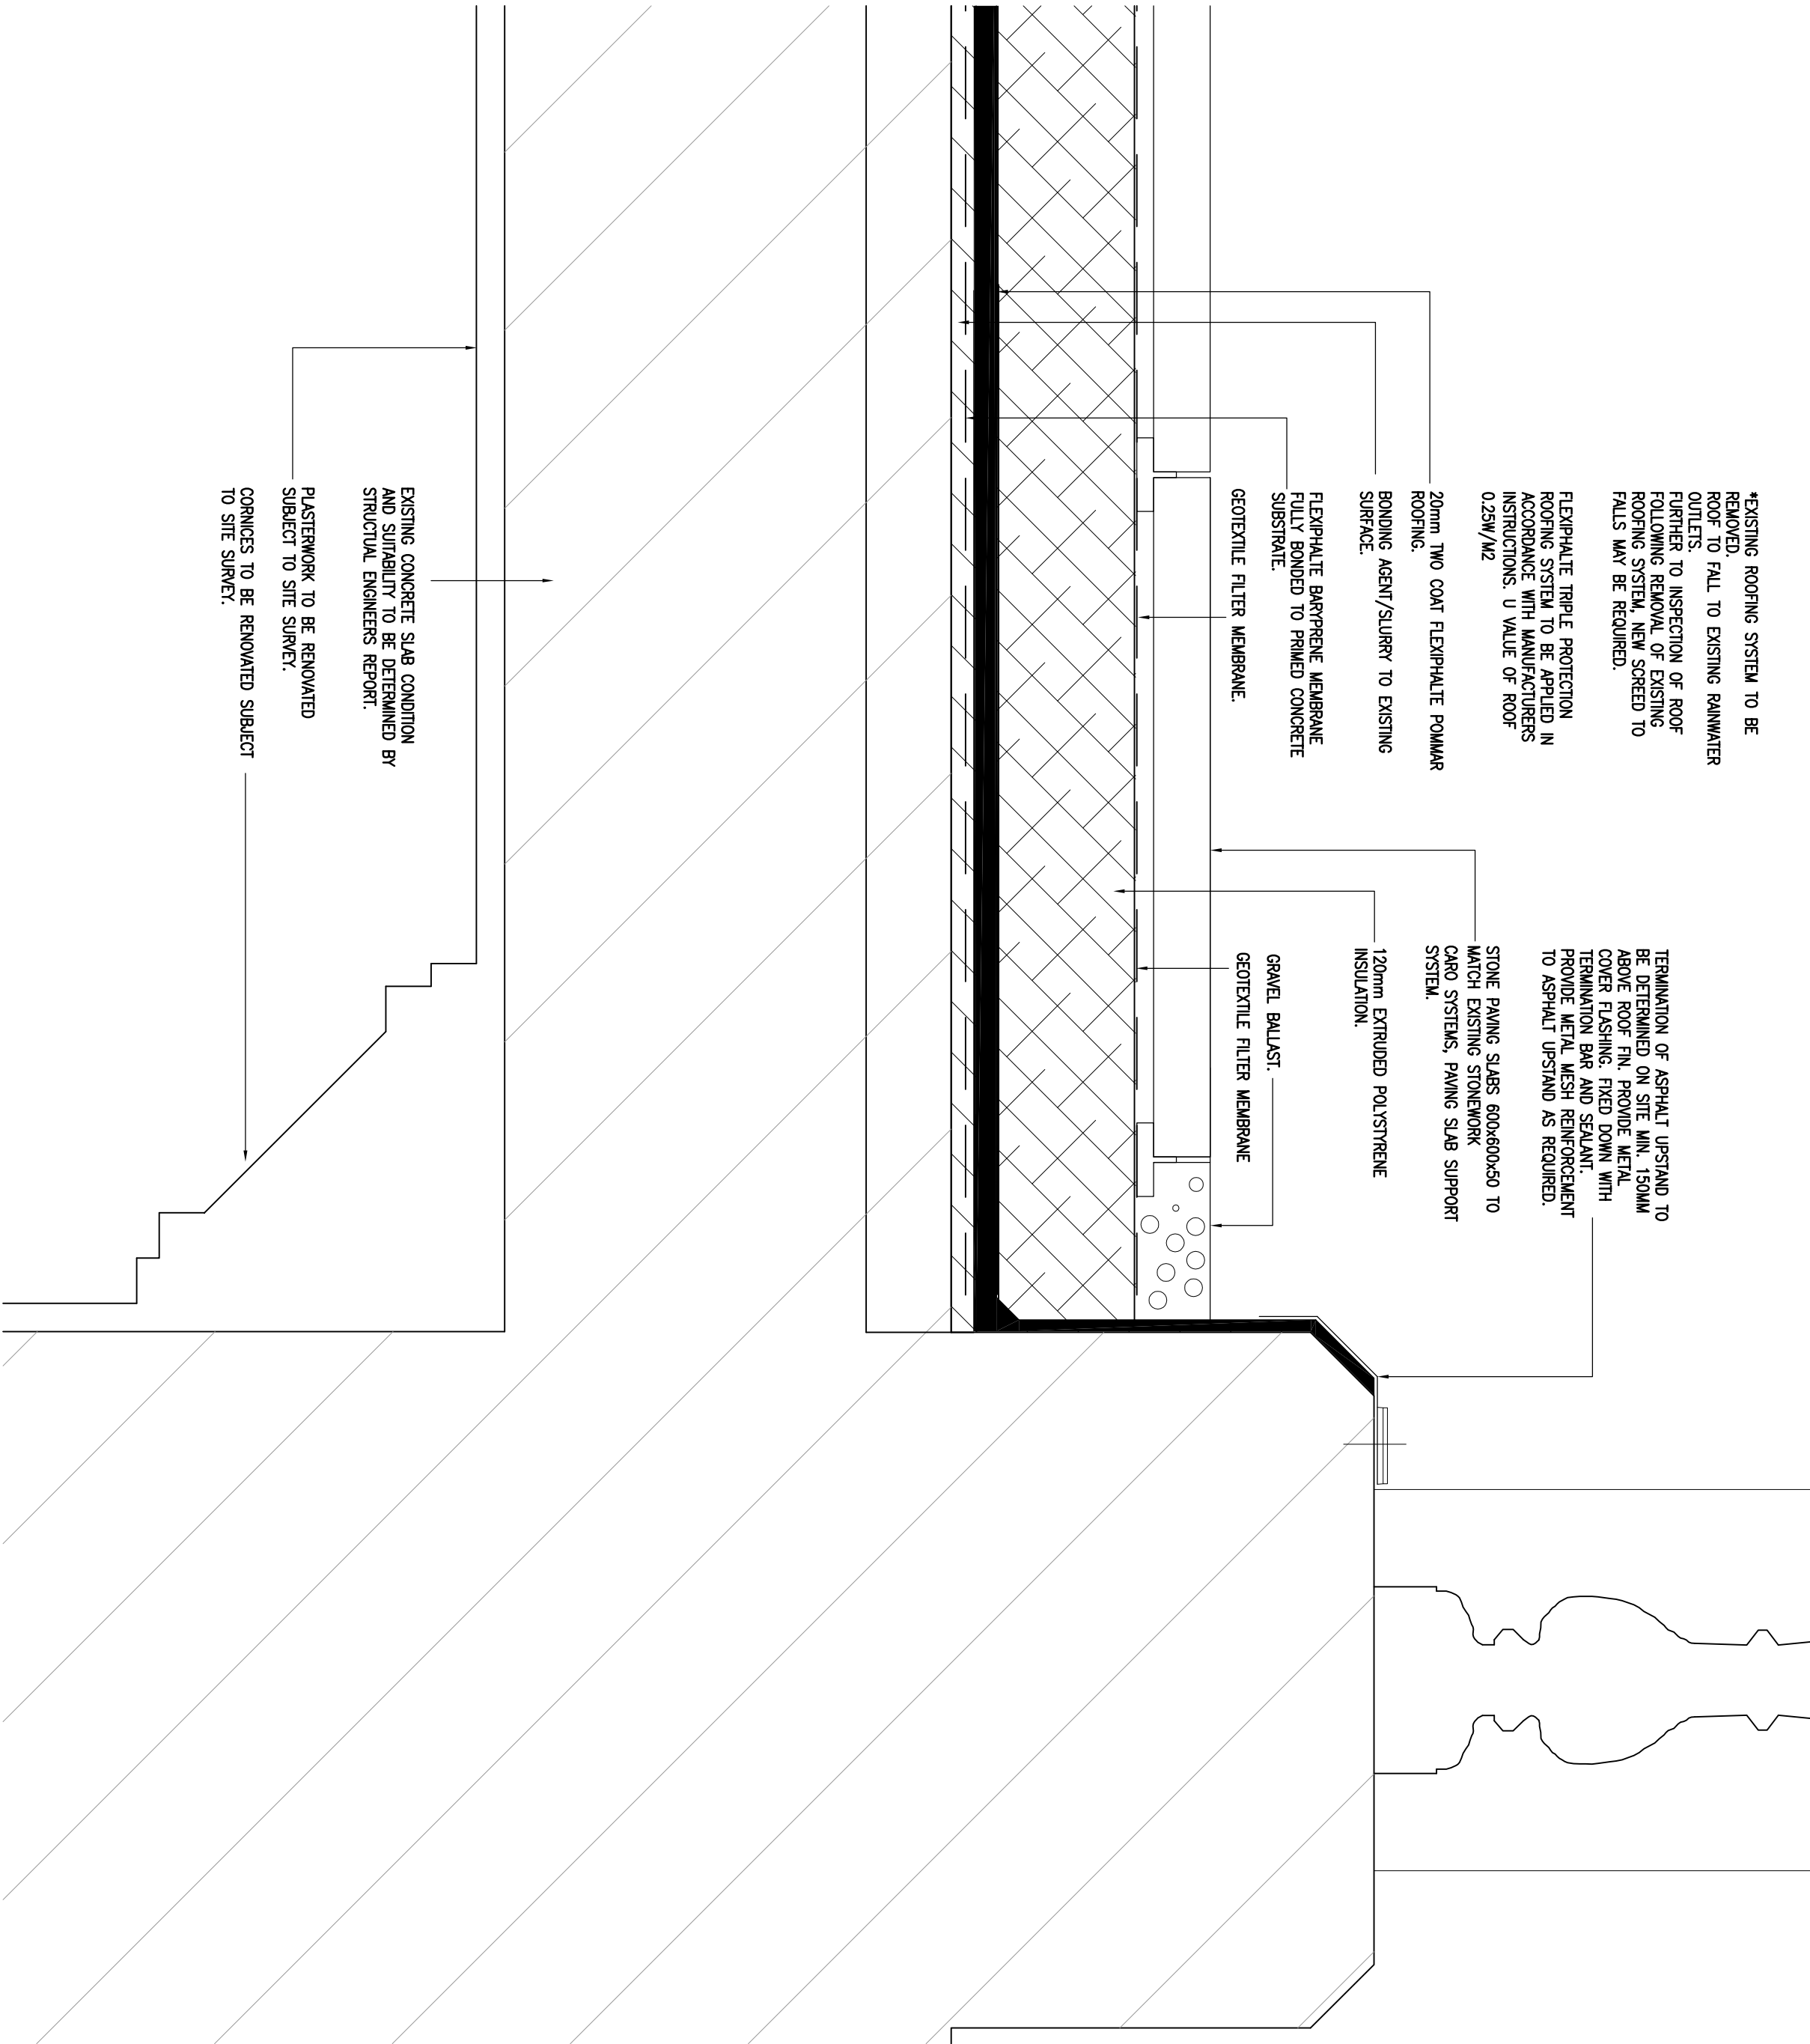 *EXISTING ROOFING SYSTEM TO BE
REMOVED.
ROOF TO FALL TO EXISTING RAINWATER
OUTLETS.
FURTHER TO INSPECTION OF ROOF
FOLLOWING REMOVAL OF EXISTING
ROOFING SYSTEM, NEW SCREED TO
FALLS MAY BE REQUIRED.
FLEXIPHALTE TRIPLE PROTECTION
ROOFING SYSTEM TO BE APPLIED IN
ACCORDANCE WITH MANUFACTURERS
INSTRUCTIONS. U VALUE OF ROOF
0.25W/M2
20mm TWO COAT FLEXIPHALTE POMMAR
ROOFING.
BONDING AGENT/SLURRY TO EXISTING
SURFACE.
FLEXIPHALTE BARYPRENE MEMBRANE
FULLY BONDED TO PRIMED CONCRETE
SUBSTRATE.
GEOTEXTILE FILTER MEMBRANE.
TERMINATION OF ASPHALT UPSTAND TO
BE DETERMINED ON SITE MIN. 150MM
ABOVE ROOF FIN. PROVIDE METAL
COVER FLASHING. FIXED DOWN WITH
TERMINATION BAR AND SEALANT.
PROVIDE METAL MESH REINFORCEMENT
TO ASPHALT UPSTAND AS REQUIRED.
STONE PAVING SLABS 600x600x50 TO
MATCH EXISTING STONEWORK
CARO SYSTEMS, PAVING SLAB SUPPORT
SYSTEM.
120mm EXTRUDED POLYSTYRENE
INSULATION.
GRAVEL BALLAST.
GEOTEXTILE FILTER MEMBRANE
EXISTING CONCRETE SLAB CONDITION
AND SUITABILITY TO BE DETERMINED BY
STRUCTUAL ENGINEERS REPORT.
PLASTERWORK TO BE RENOVATED
SUBJECT TO SITE SURVEY.
CORNICES TO BE RENOVATED SUBJECT
TO SITE SURVEY.